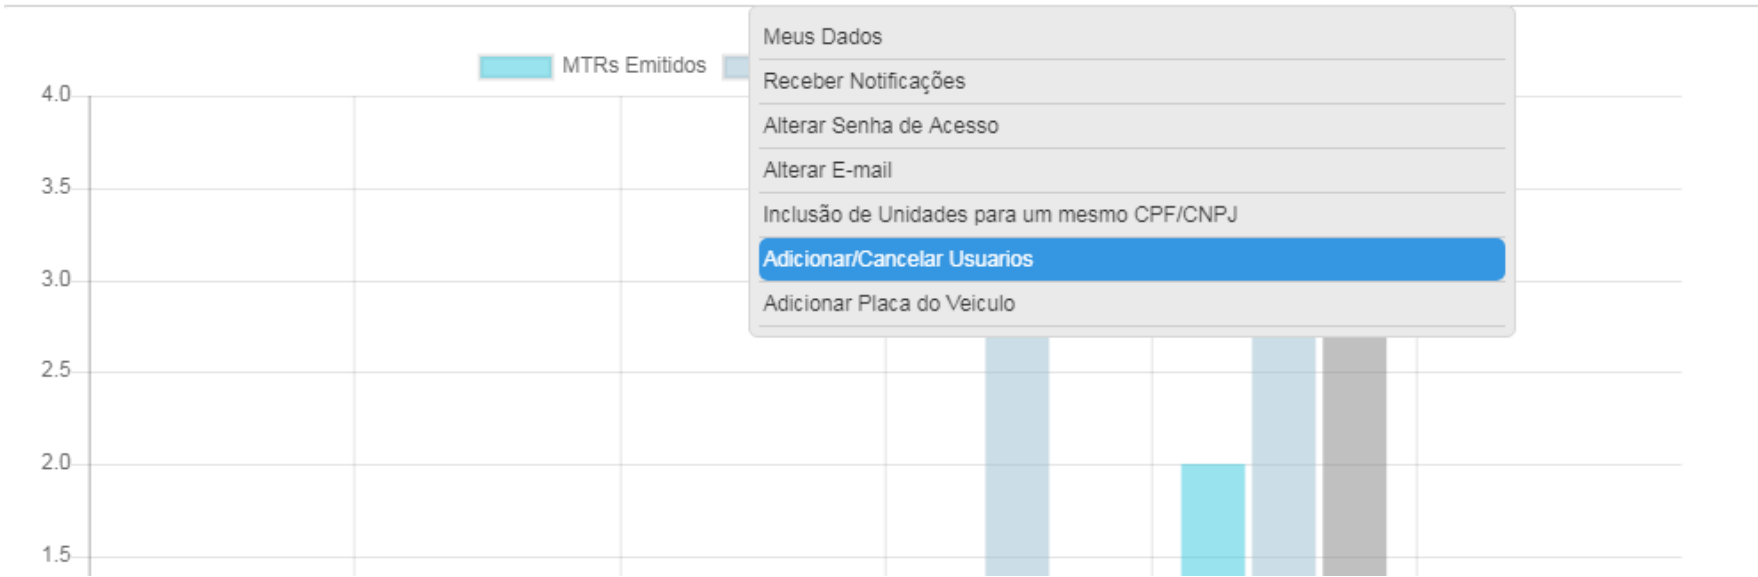 Meus Dados
MTRs Emitidos
Receber Notificações
4.0
Alterar Senha de Acesso
Alterar E-mail
3.5
Inclusão de Unidades para um mesmo CPF/CNPJ
Adicionar/Cancelar Usuarios
3.0
Adicionar Placa do Veiculo
2.5
2.0
1.5